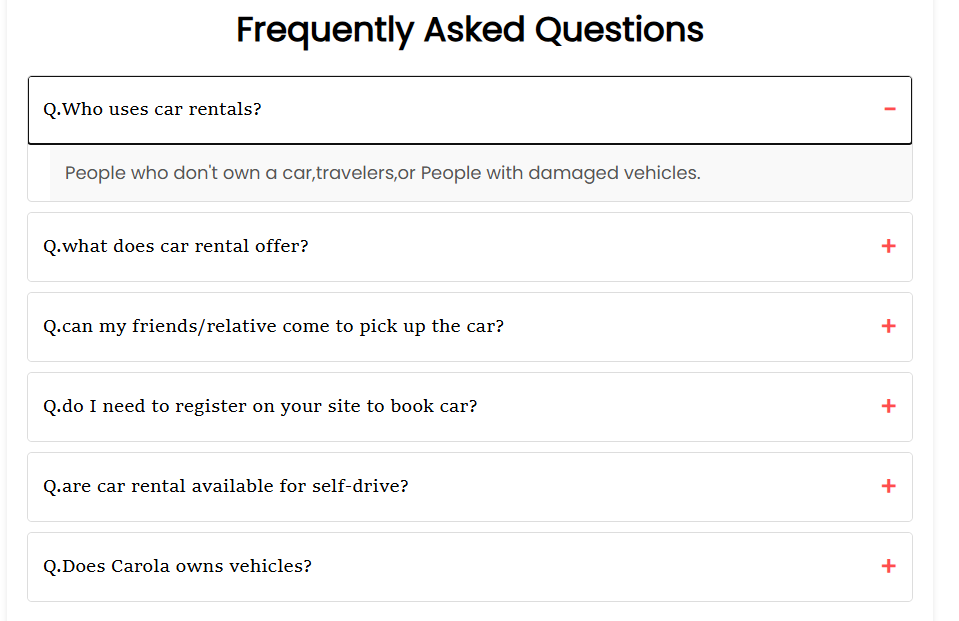 Frequently Asked Questions
Q.Who uses car rentals?
People who don't own a car,travelers,or People with damaged vehicles.
Q.what does car rental offer?
Q.can my friends/relative come to pick up the car?
Q.do I need to register on your site to book car?
Q.are car rental available for self-drive?
Q.Does Carola owns vehicles?